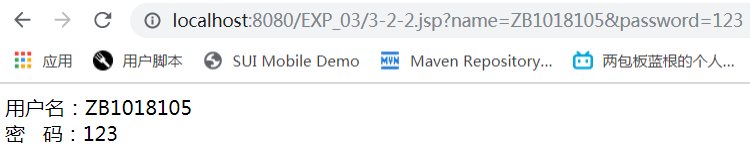 localhost:8080/EXP_03/3-2-2.jsp?name=ZB1018105&password=123
应用 用户脚本 SUI Mobile Demo MVN Maven Repository... 两包板蓝根的个人...
用户名：ZB1018105
密 码：123